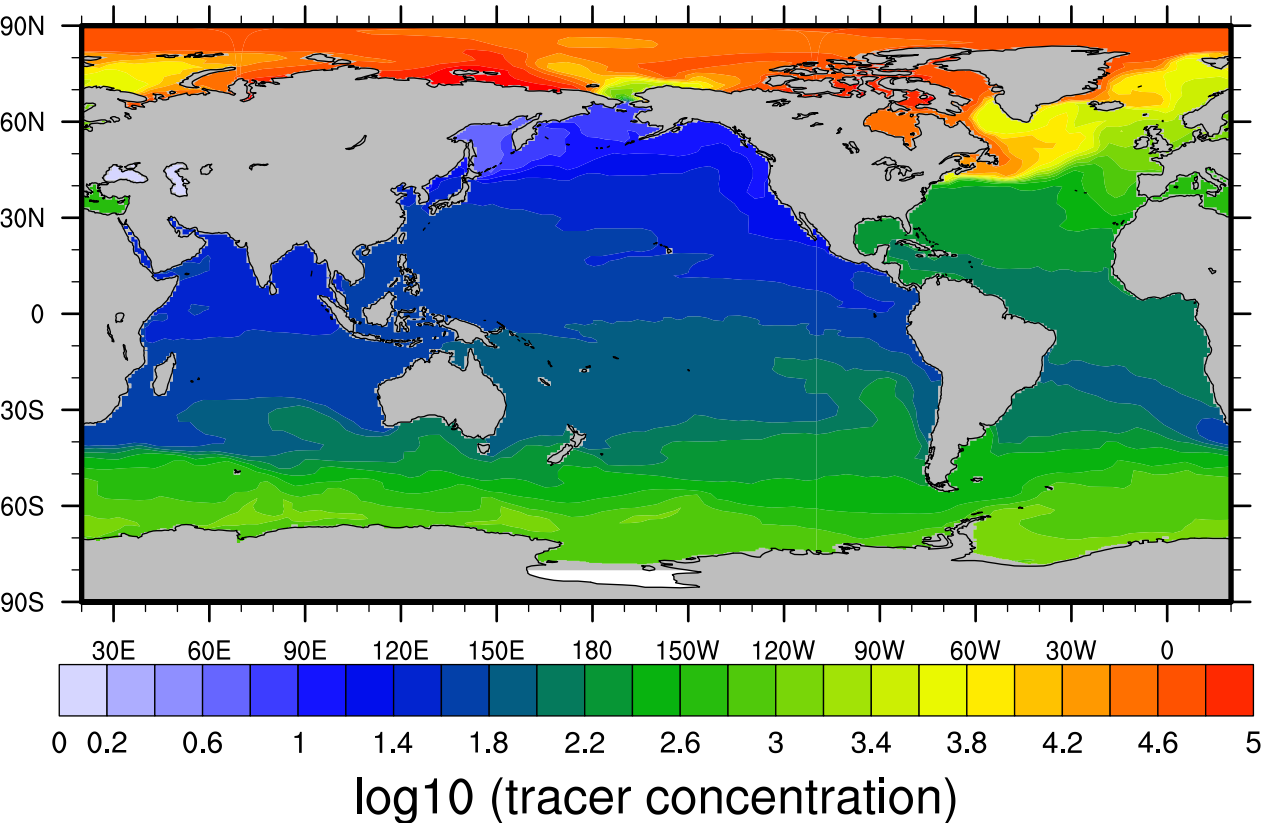 90N
60N
30N
0
30S
60S
90S
30E 60E 90E 120E 150E 180 150W 120W 90W 60W 30W 0
0 0.2 0.6 1 1.4 1.8 2.2 2.6 3 3.4 3.8 4.2 4.6 5
log10 (tracer concentration)